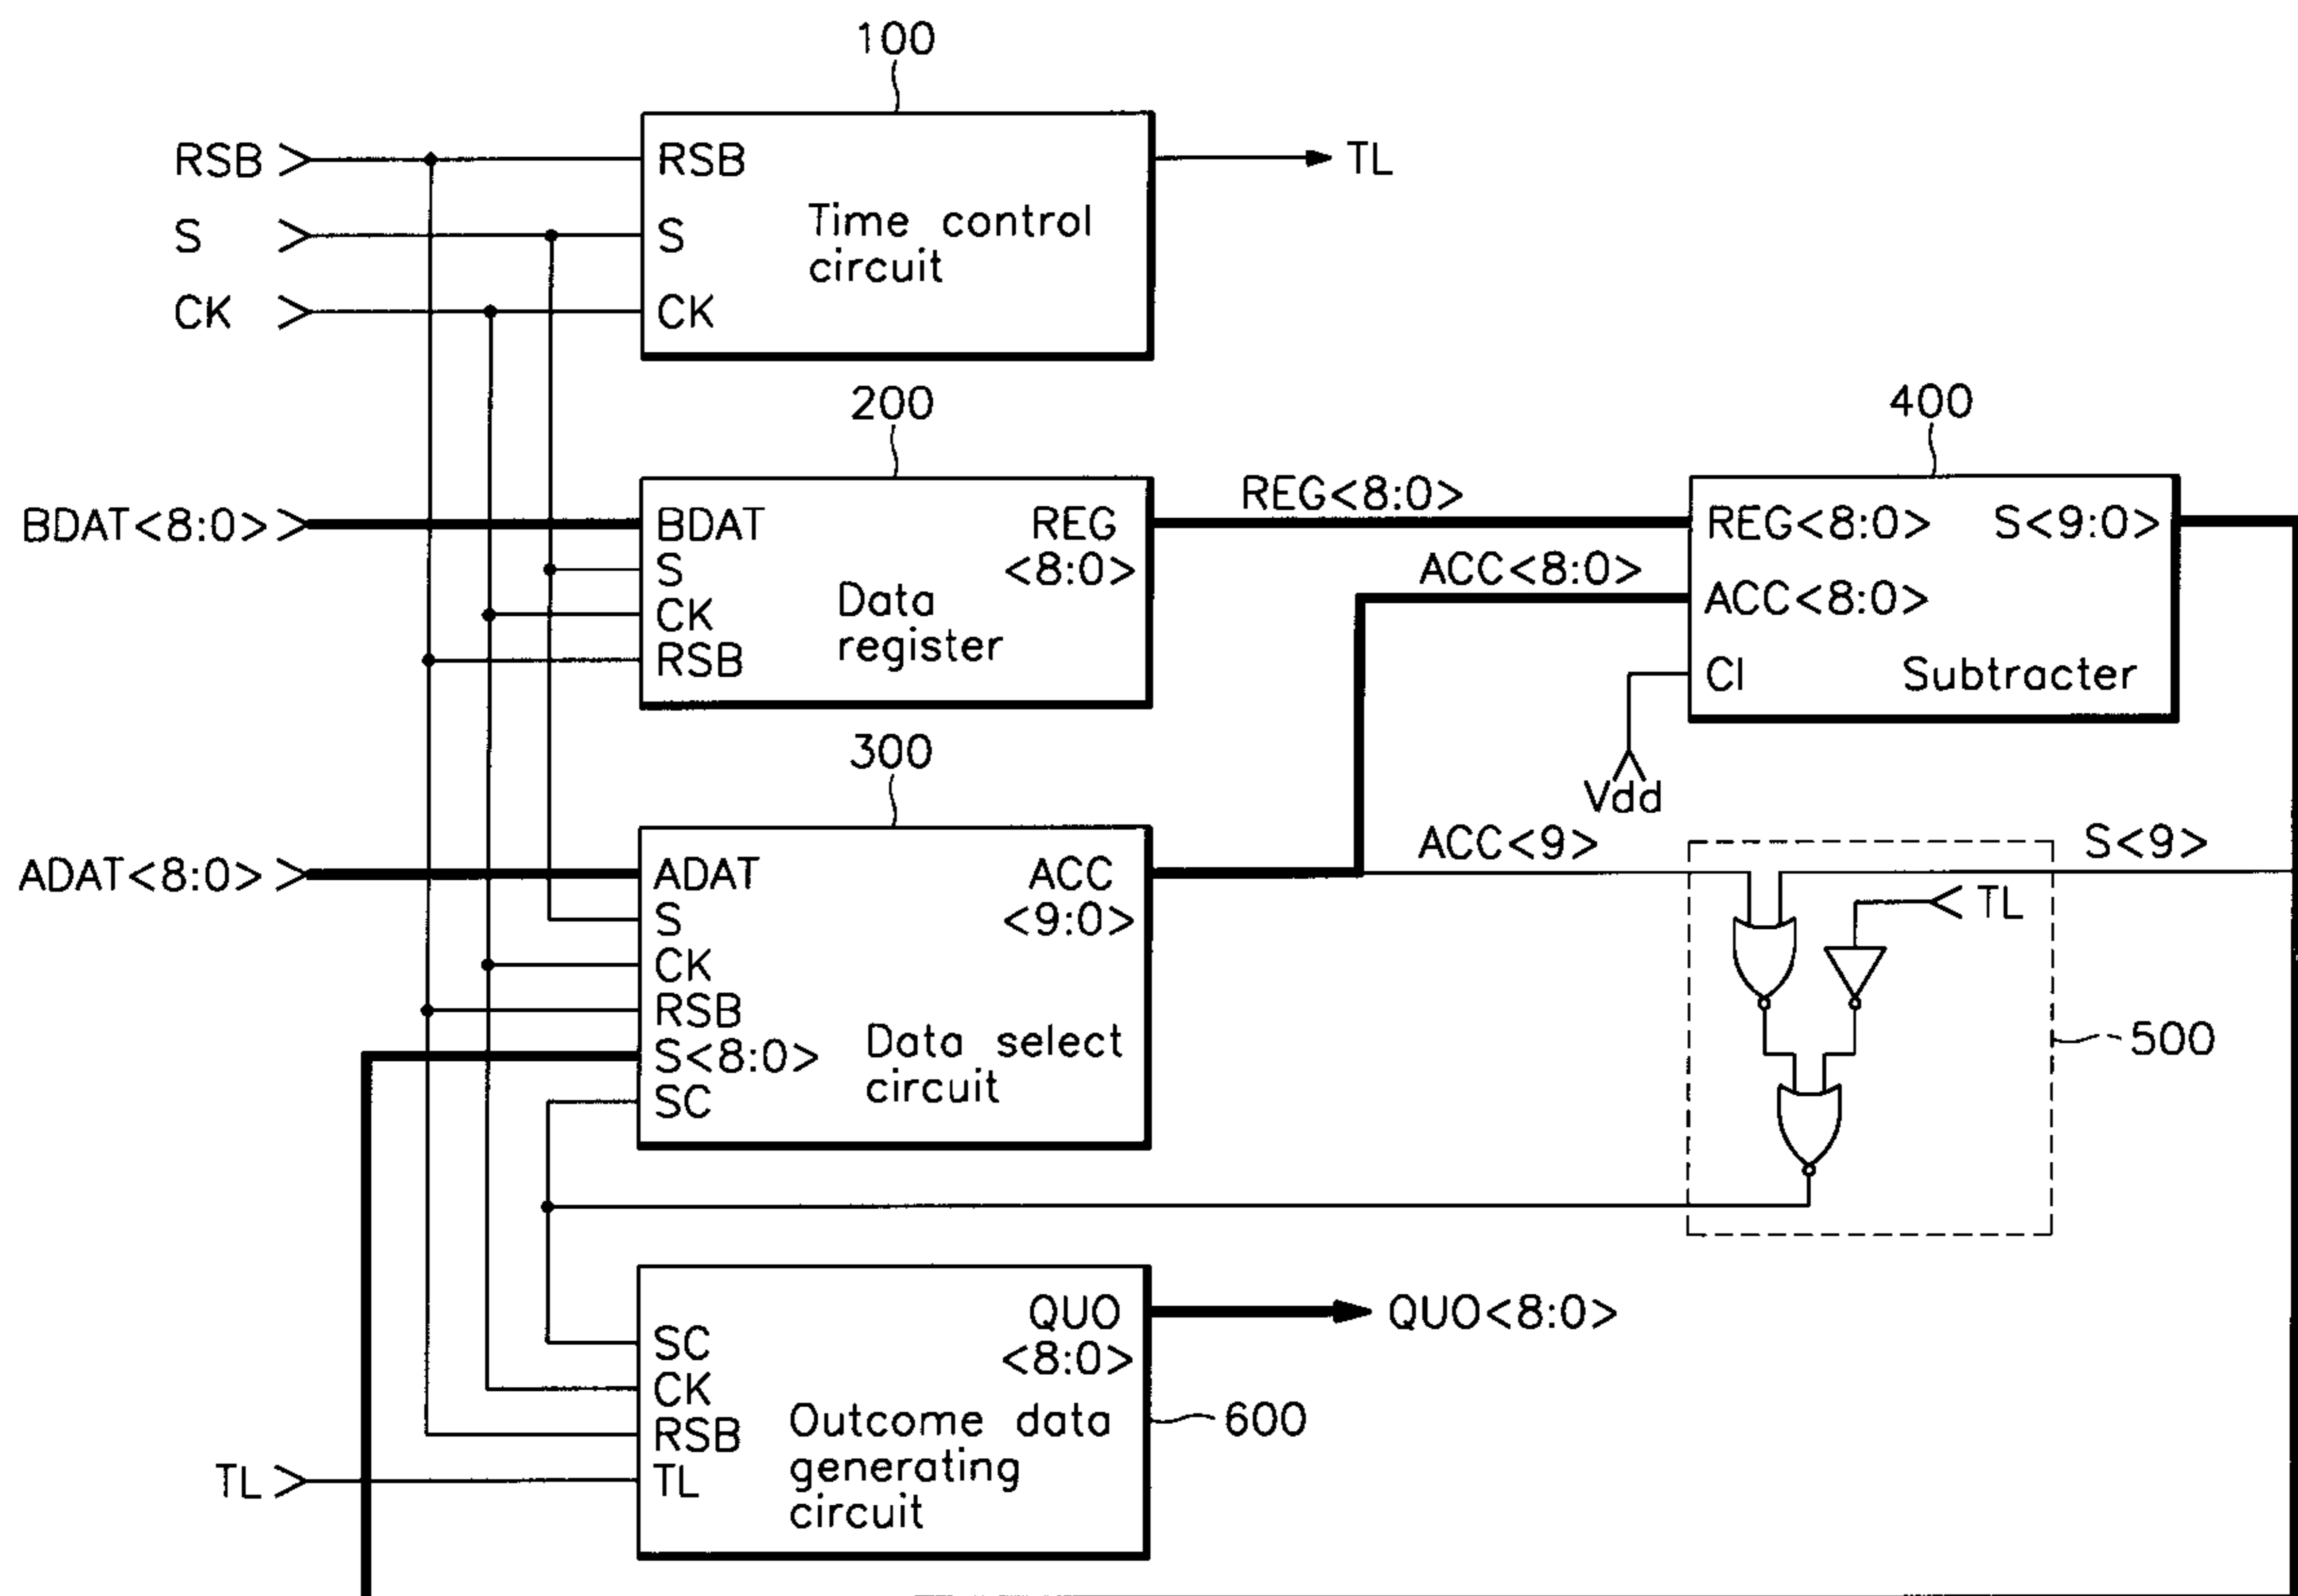 100
RSB
S
CK
RSB
S
CK
Time control
circuit
TL
200
BDAT<8:0>
BDAT
S
CK
RSB
REG
<8:0>
Data
register
REG<8:0>
ACC<8:0>
400
REG<8:0>
ACC<8:0>
CI
S<9:0>
Subtracter
Vdd
300
ADAT<8:0>
ADAT
S
CK
RSB
S<8:0>
SC
ACC
<9:0>
Data select
circuit
ACC<9>
S<9>
TL
500
SC
CK
RSB
TL
QUO
<8:0>
Outcome data
generating
circuit
QUO<8:0>
600
TL